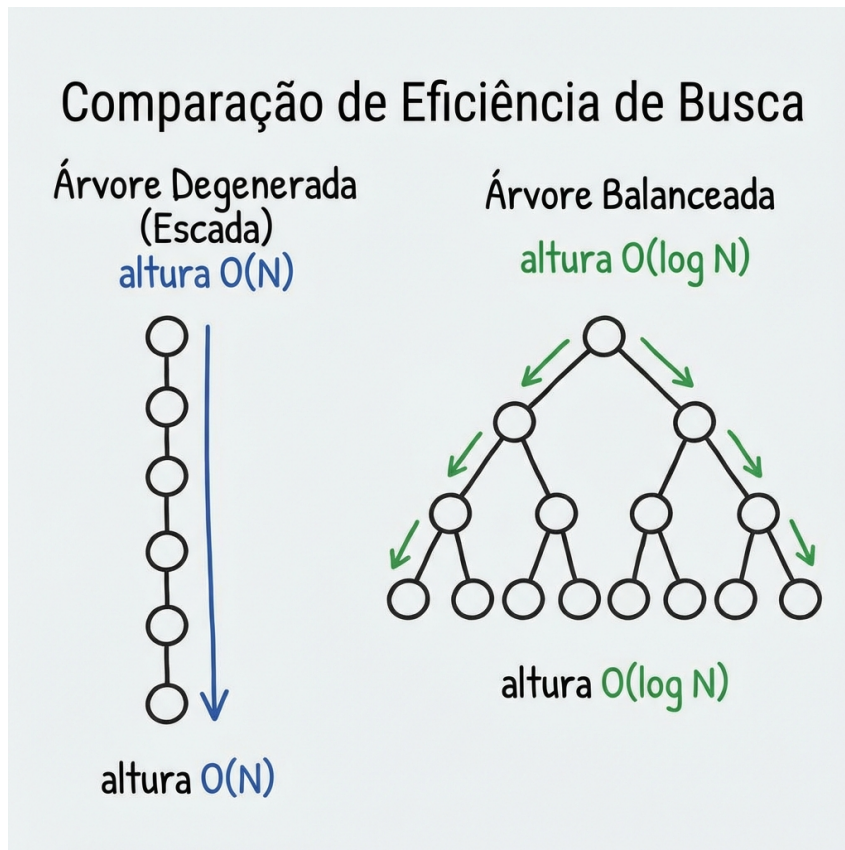 Comparação de Eficiência de Busca
Árvore Degenerada
(Escada)
altura O(N)
altura O(N)
Árvore Balanceada
altura O(log N)
altura O(log N)